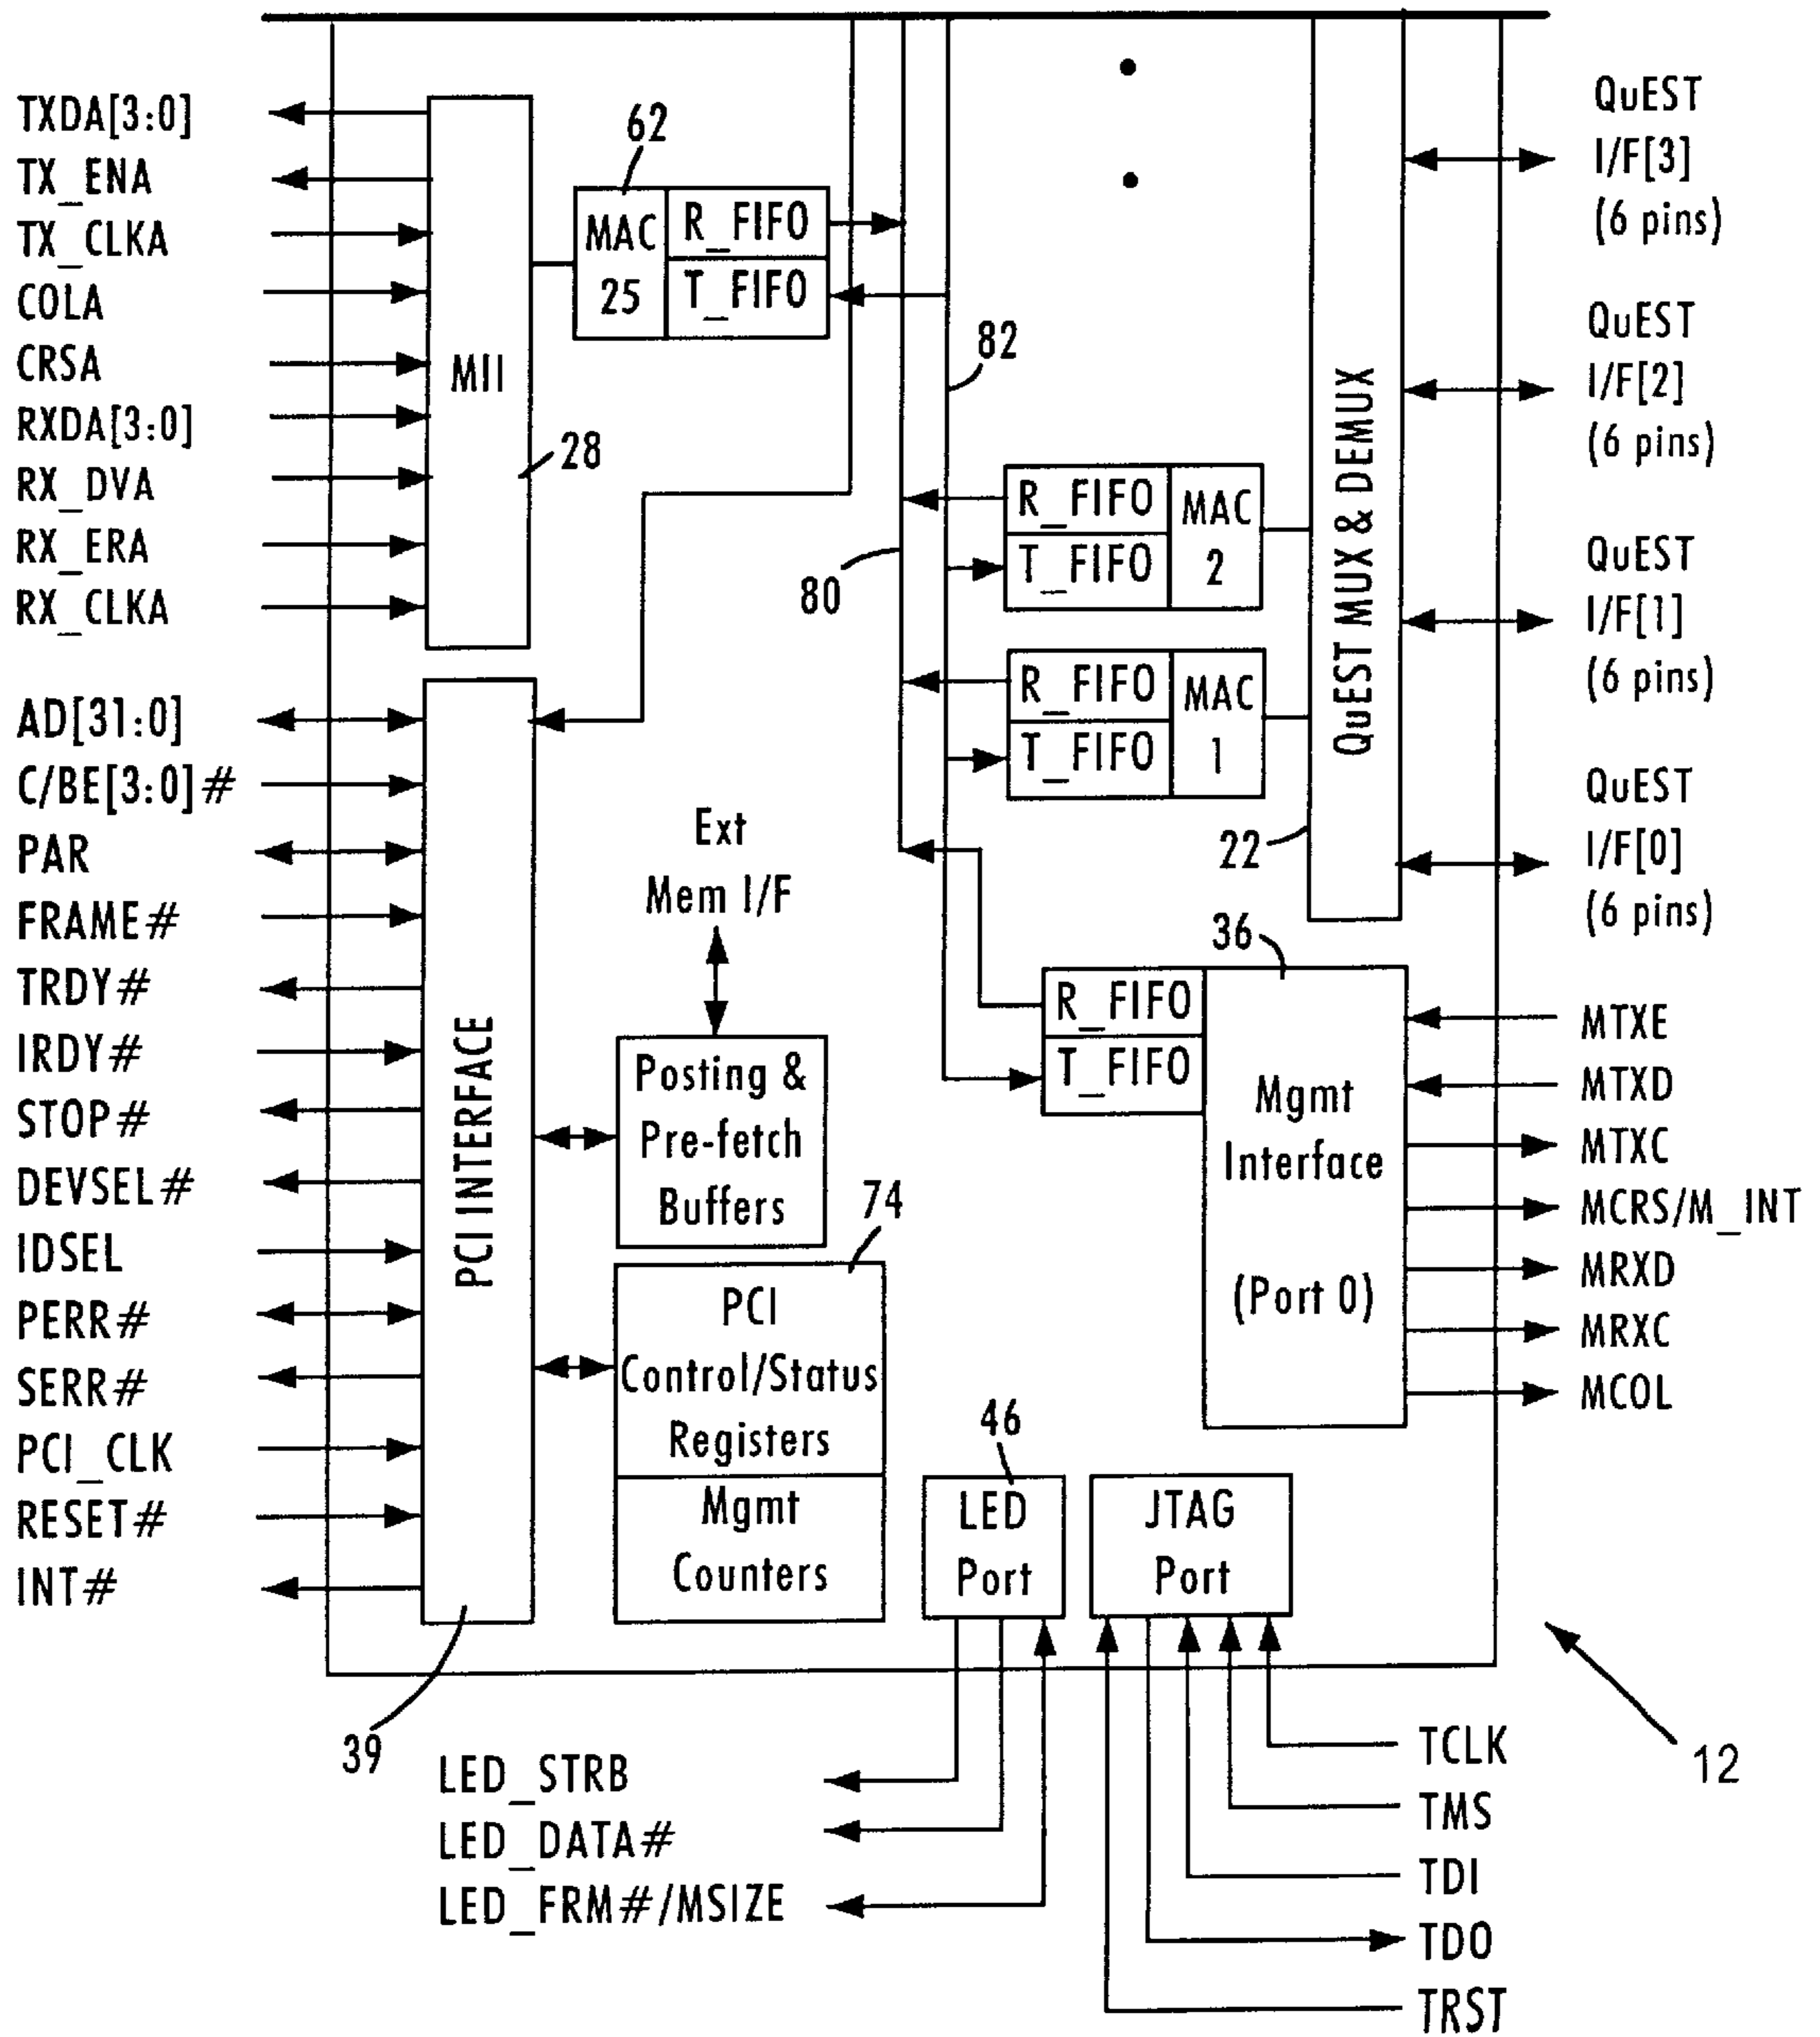 TXDA[3:0]
TX_ENA
TX_CLKA
COLA
CRSA
RXDA[3:0]
RX_DVA
RX_ERA
RX_CLKA
AD[31:0]
C/BE[3:0]#
PAR
FRAME#
TRDY#
IRDY#
STOP#
DEVSEL#
IDSEL
PERR#
SERR#
PCI_CLK
RESET#
INT#
MII
28
62
MAC
25
R_FIFO
T_FIFO
82
80
R_FIFO
T_FIFO
MAC
2
R_FIFO
T_FIFO
MAC
1
QuEST MUX & DEMUX
22
QuEST
I/F[3]
(6 pins)
QuEST
I/F[2]
(6 pins)
QuEST
I/F[1]
(6 pins)
QuEST
I/F[0]
(6 pins)
PCI INTERFACE
39
Ext
Mem I/F
Posting &
Pre-fetch
Buffers
74
PCI
Control/Status
Registers
Mgmt
Counters
36
R_FIFO
T_FIFO
Mgmt
Interface
(Port 0)
MTXE
MTXD
MTXC
MCRS/M_INT
MRXD
MRXC
MCOL
46
LED
Port
JTAG
Port
LED_STRB
LED_DATA#
LED_FRM#/MSIZE
TCLK
TMS
TDI
TDO
TRST
12